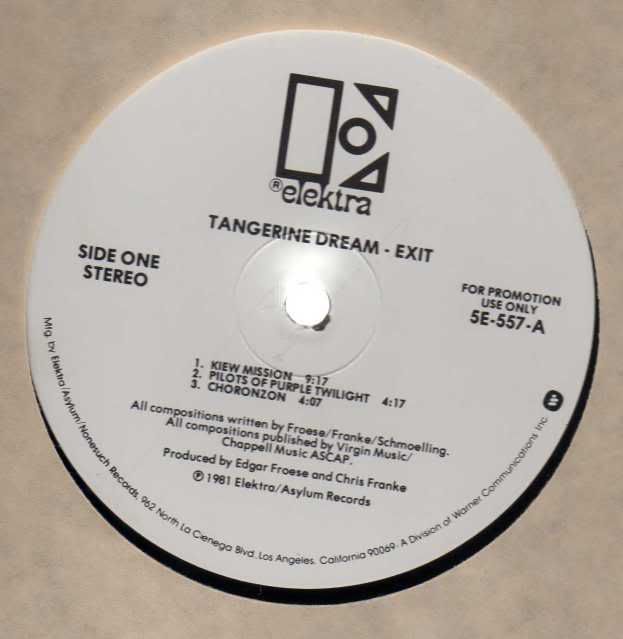 ® elektra
TANGERINE DREAM - EXIT
SIDE ONE
STEREO
FOR PROMOTION
USE ONLY
5E-557-A
1. KIEW MISSION 9:17
2. PILOTS OF PURPLE TWILIGHT 4:17
3. CHORONZON 4:07
All compositions written by Froese/Franke/Schmoelling.
All compositions published by Virgin Music/
Chappell Music ASCAP.
Produced by Edgar Froese and Chris Franke
℗ 1981 Elektra/Asylum Records
Mfg. by Elektra/Asylum/Nonesuch Records, 962 North La Cienega Blvd. Los Angeles, California 90069. A Division of Warner Communications Inc.